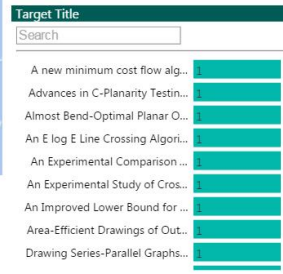 Target Title
Search
A new minimum cost flow alg... 1
Advances in C-Planarity Testin... 1
Almost Bend-Optimal Planar O... 1
An E log E Line Crossing Algori... 1
An Experimental Comparison ... 1
An Experimental Study of Cros... 1
An Improved Lower Bound for ... 1
Area-Efficient Drawings of Out... 1
Drawing Series-Parallel Graphs... 1